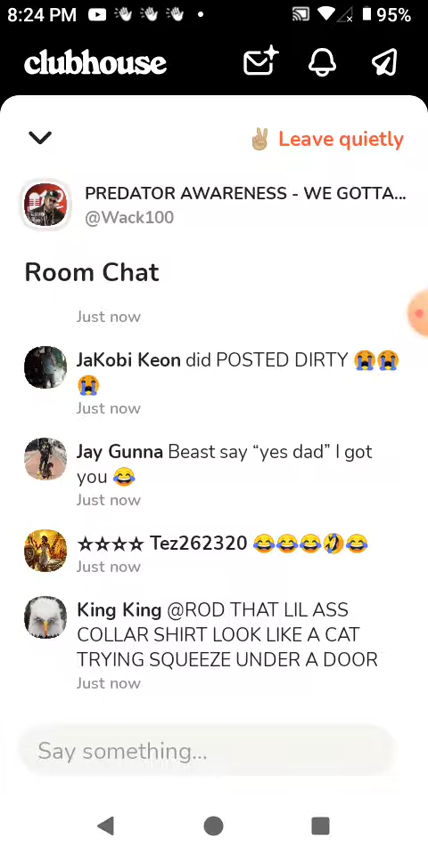 8:24 PM 95%
clubhouse
Leave quietly
PREDATOR AWARENESS - WE GOTTA...
@Wack100
Room Chat
Just now
JaKobi Keon did POSTED DIRTY 😭😭
😭
Just now
Jay Gunna Beast say “yes dad” I got
you 😂
Just now
☆☆☆☆ Tez262320 😂😂😂🤣😂
Just now
King King @ROD THAT LIL ASS
COLLAR SHIRT LOOK LIKE A CAT
TRYING SQUEEZE UNDER A DOOR
Just now
Say something...